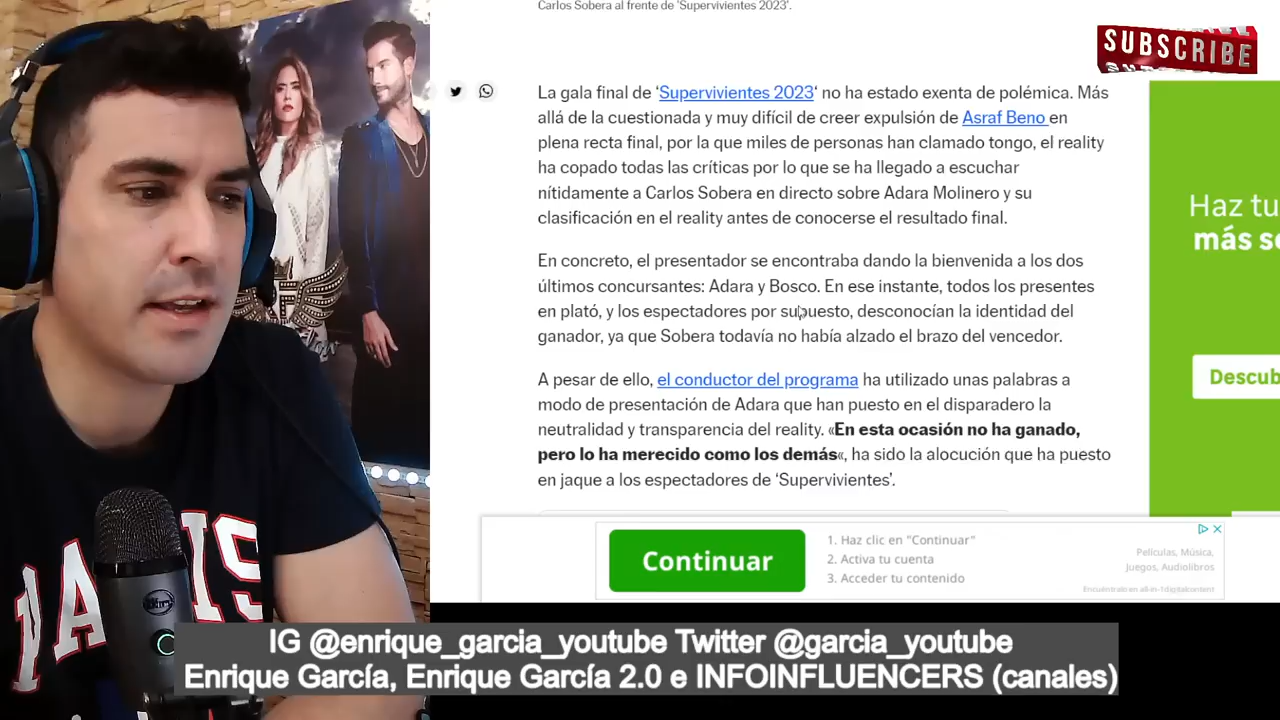 Carlos Sobera al frente de 'Supervivientes 2023'.
SUBSCRIBE
La gala final de ‘Supervivientes 2023‘ no ha estado exenta de polémica. Más
allá de la cuestionada y muy difícil de creer expulsión de Asraf Beno en
plena recta final, por la que miles de personas han clamado tongo, el reality
ha copado todas las críticas por lo que se ha llegado a escuchar
nítidamente a Carlos Sobera en directo sobre Adara Molinero y su
clasificación en el reality antes de conocerse el resultado final.
En concreto, el presentador se encontraba dando la bienvenida a los dos
últimos concursantes: Adara y Bosco. En ese instante, todos los presentes
en plató, y los espectadores por supuesto, desconocían la identidad del
ganador, ya que Sobera todavía no había alzado el brazo del vencedor.
A pesar de ello, el conductor del programa ha utilizado unas palabras a
modo de presentación de Adara que han puesto en el disparadero la
neutralidad y transparencia del reality. «En esta ocasión no ha ganado,
pero lo ha merecido como los demás«, ha sido la alocución que ha puesto
en jaque a los espectadores de ‘Supervivientes’.
Haz tu
más se
Descub
Continuar
1. Haz clic en "Continuar"
2. Activa tu cuenta
3. Acceder tu contenido
Películas, Música,
Juegos, Audiolibros
Encuéntralo en all-in-1digitalcontent
blue
IG @enrique_garcia_youtube Twitter @garcia_youtube
Enrique García, Enrique García 2.0 e INFOINFLUENCERS (canales)